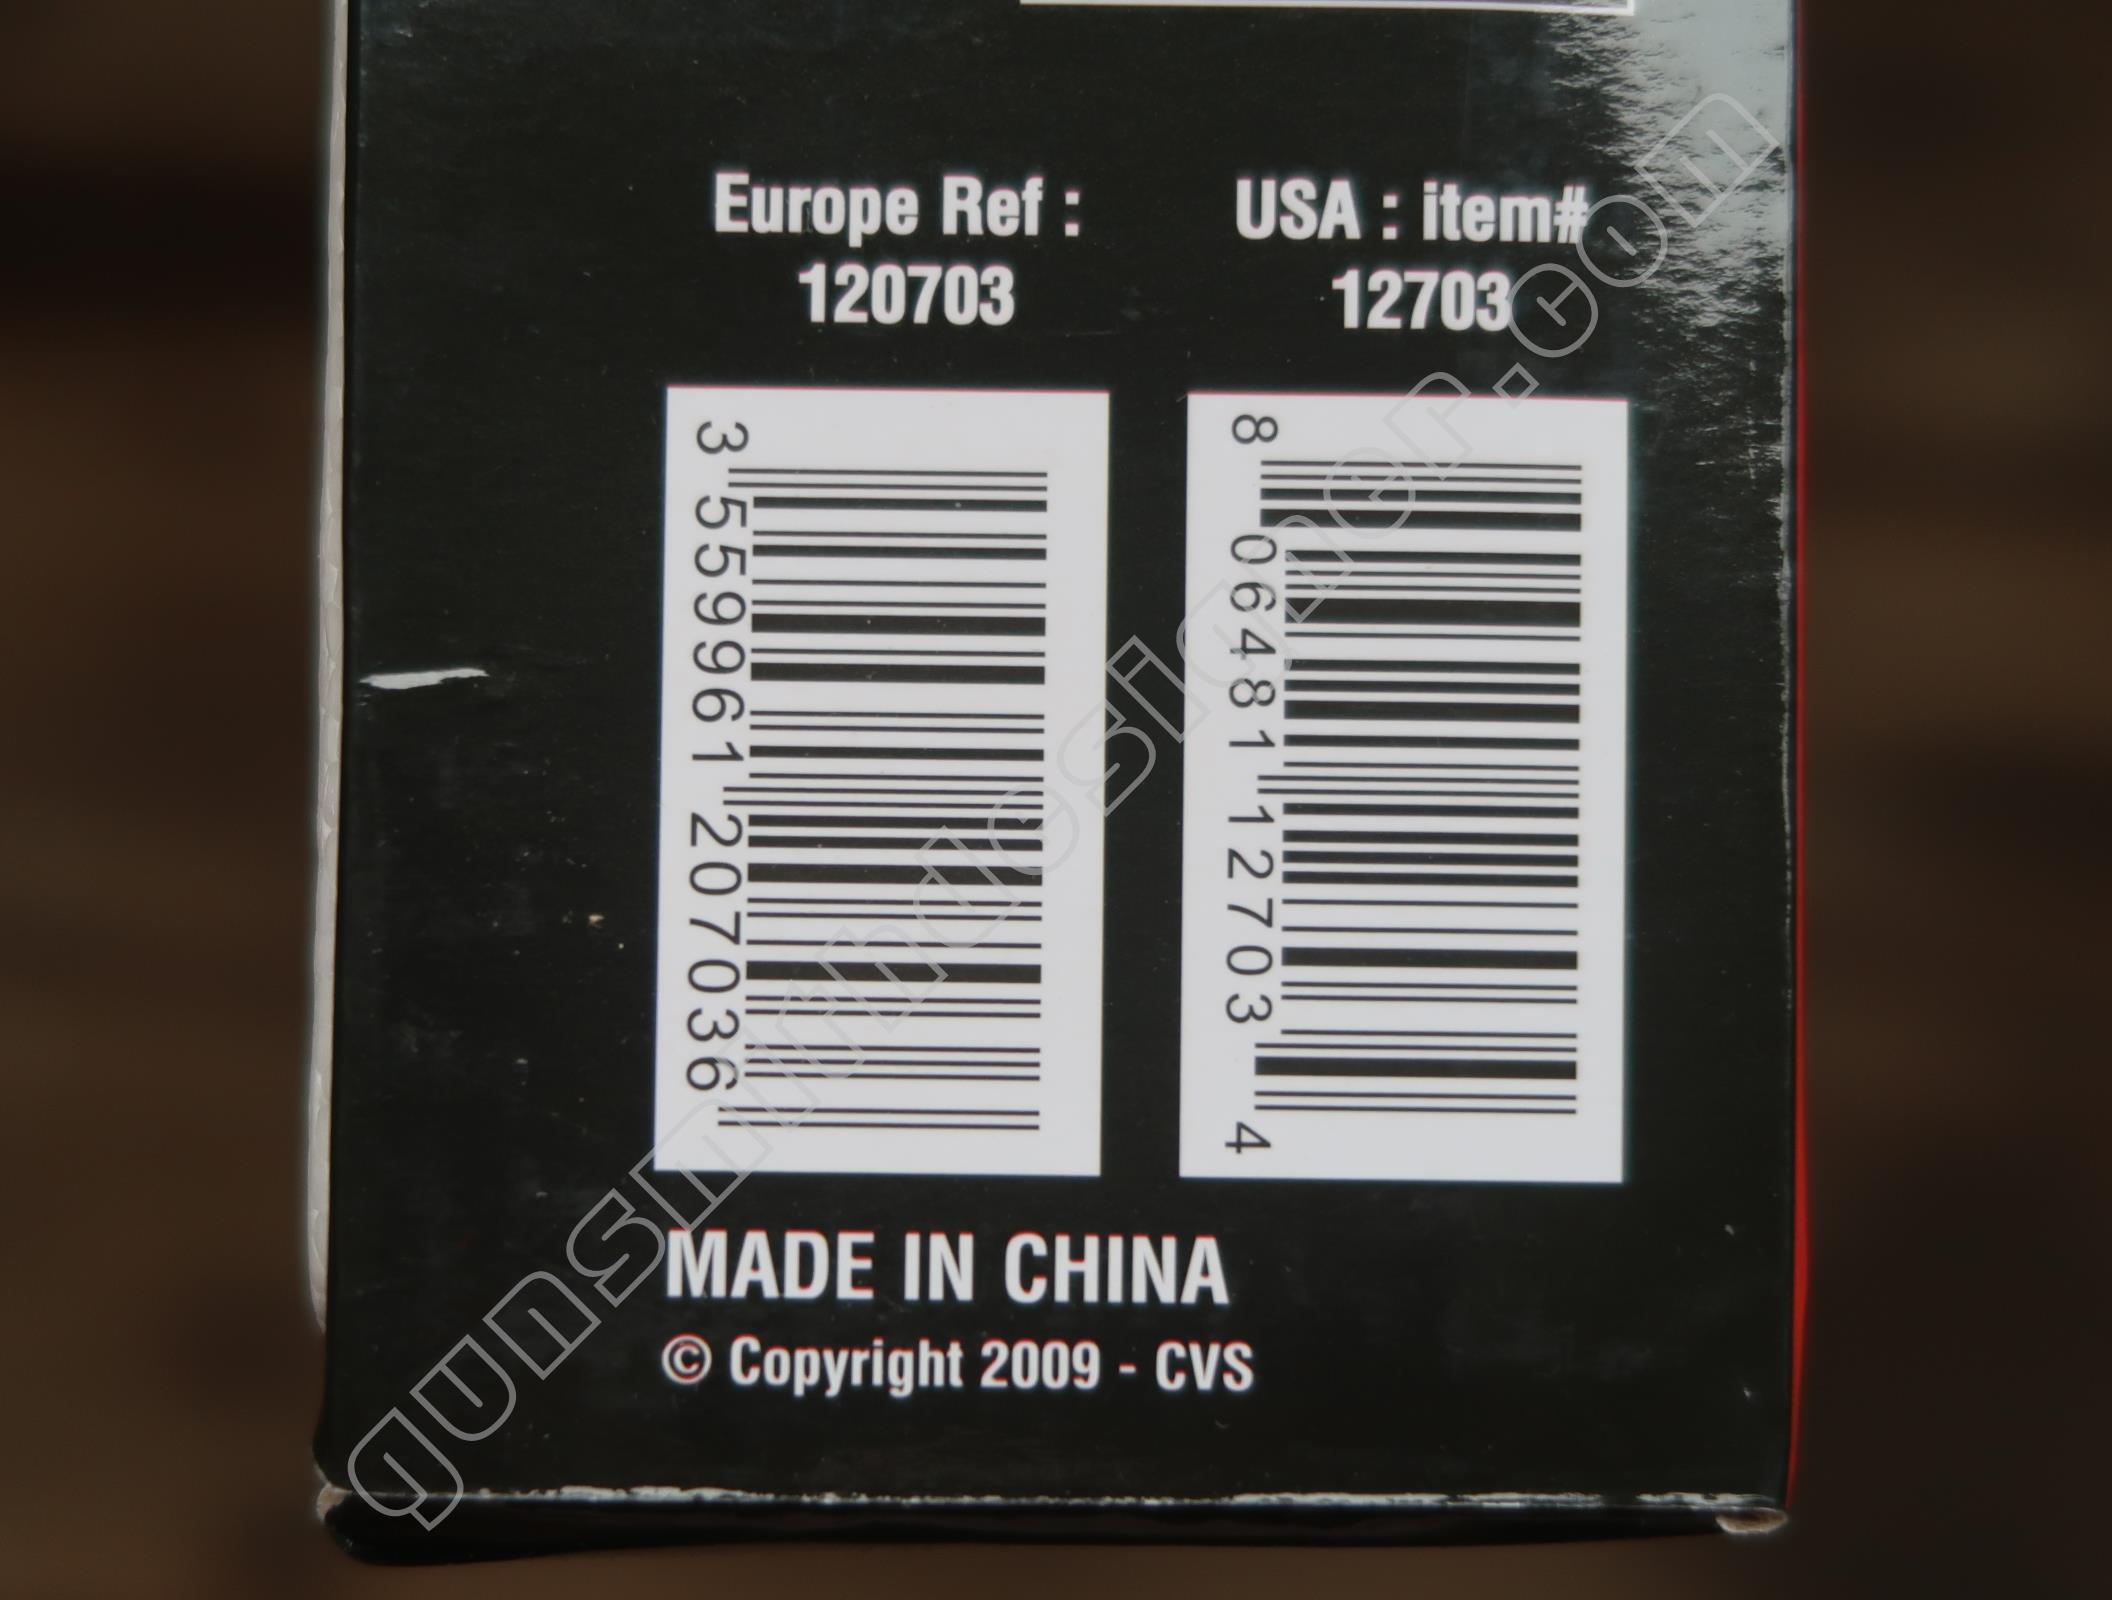 Europe Ref :
120703
USA : item#
12703
3 559961 207036
8 06481 12703 4
MADE IN CHINA
© Copyright 2009 - CVS
gunsmithdesigner.com